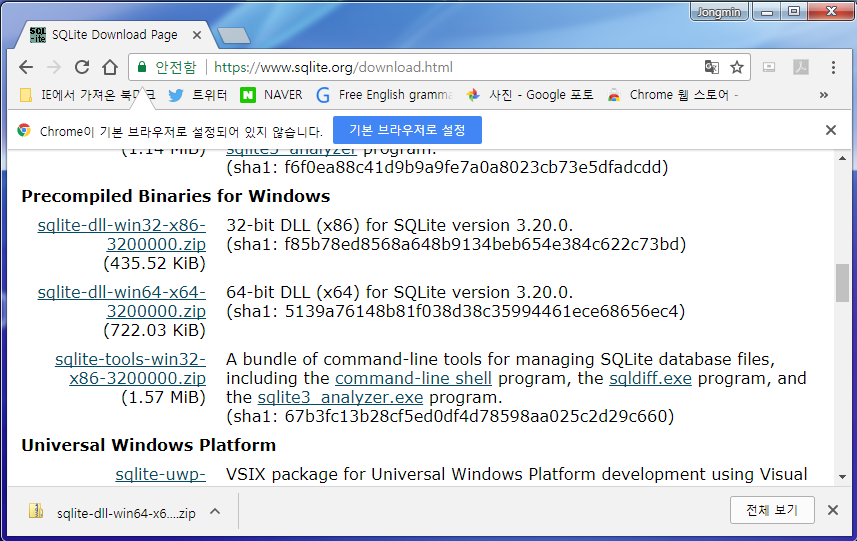 Jongmin
SQLite Download Page
안전함 https://www.sqlite.org/download.html
IE에서 가져온 북마크 트위터 NAVER Free English gramma 사진 - Google 포토 Chrome 웹 스토어 - »
Chrome이 기본 브라우저로 설정되어 있지 않습니다. 기본 브라우저로 설정
(1.14 MiB) sqlite3_analyzer program.
(sha1: f6f0ea88c41d9b9a9fe7a0a8023cb73e5dfadcdd)
Precompiled Binaries for Windows
sqlite-dll-win32-x86- 32-bit DLL (x86) for SQLite version 3.20.0.
3200000.zip (sha1: f85b78ed8568a648b9134beb654e384c622c73bd)
(435.52 KiB)
sqlite-dll-win64-x64- 64-bit DLL (x64) for SQLite version 3.20.0.
3200000.zip (sha1: 5139a76148b81f038d38c35994461ece68656ec4)
(722.03 KiB)
sqlite-tools-win32- A bundle of command-line tools for managing SQLite database files,
x86-3200000.zip including the command-line shell program, the sqldiff.exe program, and
(1.57 MiB) the sqlite3_analyzer.exe program.
(sha1: 67b3fc13b28cf5ed0df4d78598aa025c2d29c660)
Universal Windows Platform
sqlite-uwp- VSIX package for Universal Windows Platform development using Visual
sqlite-dll-win64-x6....zip 전체 보기